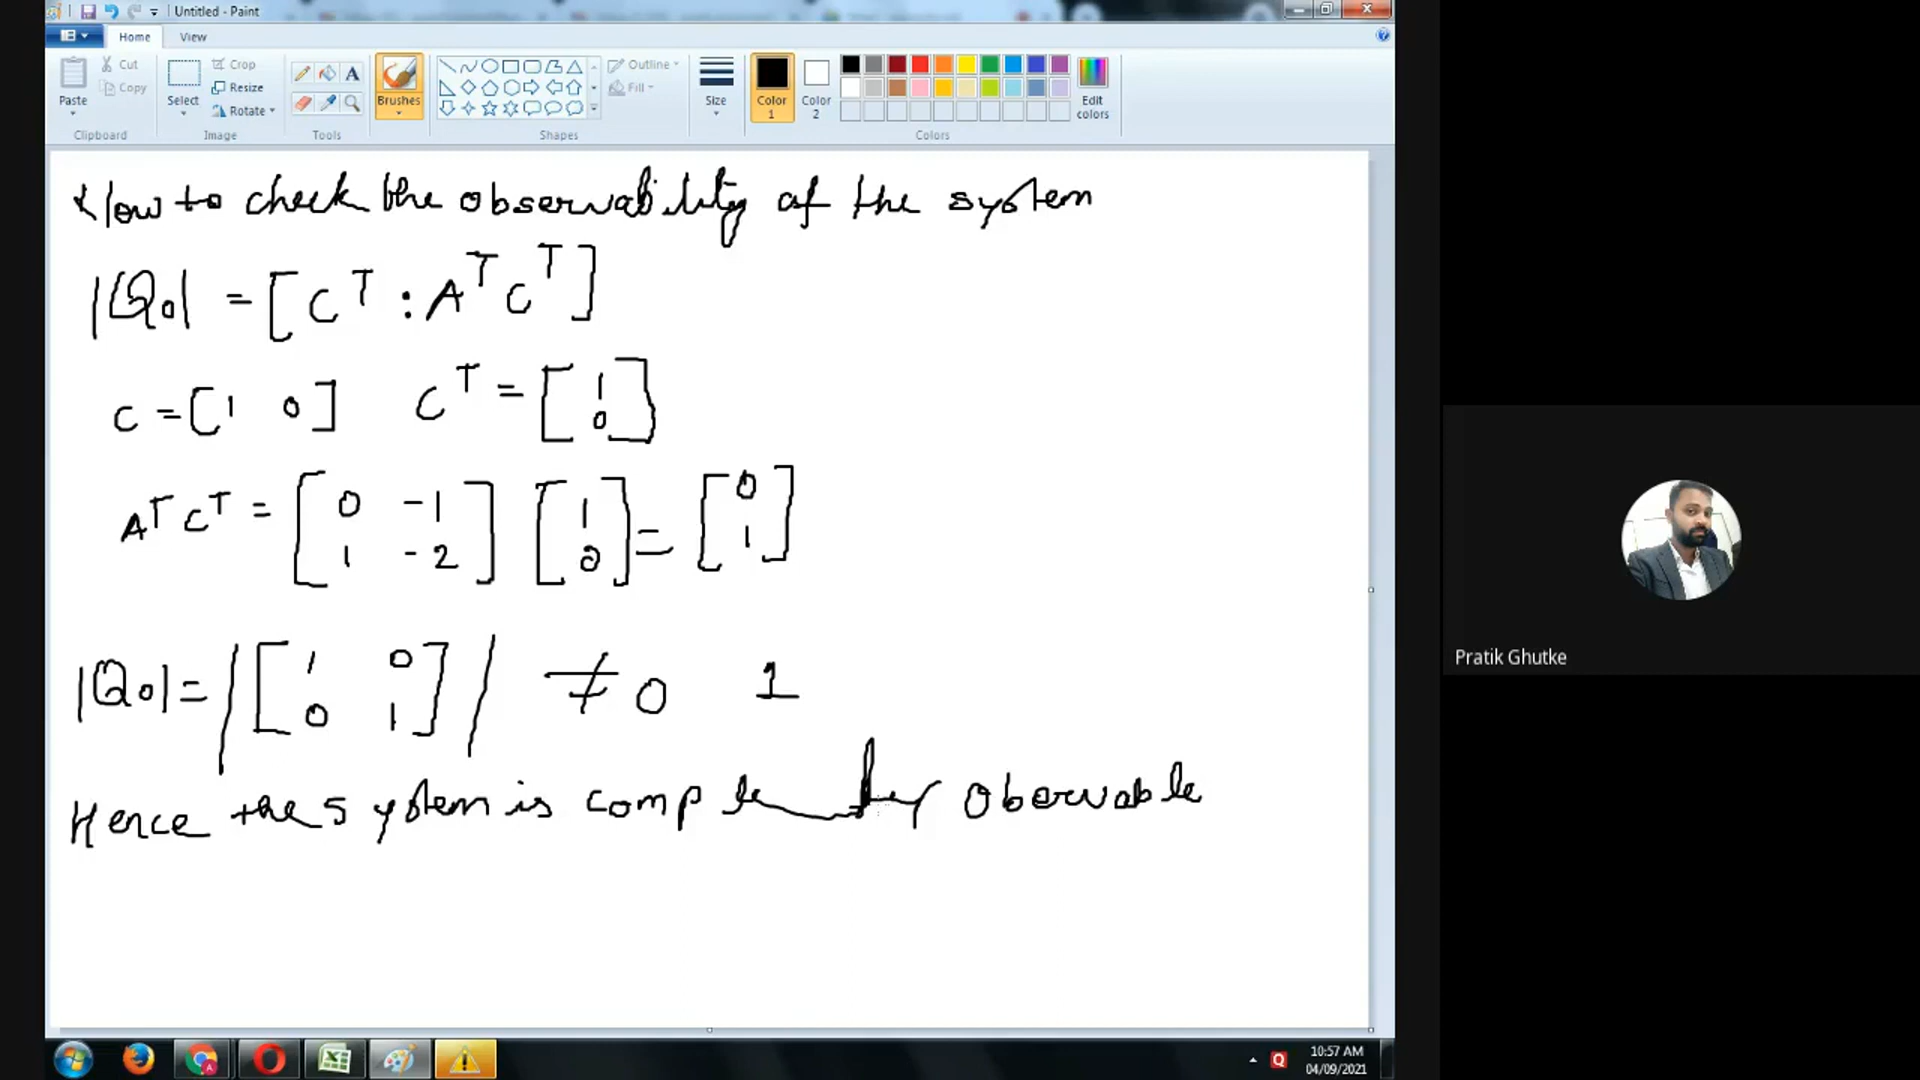 Untitled - Paint
Home View
Cut
Copy
Paste
Clipboard
Crop
Resize
Rotate
Select
Image
Tools
Brushes
Shapes
Outline
Fill
Size
Color 1
Color 2
Edit colors
Colors
How to check the observability of the system
|Qo| = [C^T : A^T C^T]
C = [1 0] C^T = [1
0]
A^T C^T = [0 -1 [1 = [0
1 -2] 0] 1]
|Qo| = |[1 0 | ≠ 0 1
0 1]|
Hence the system is completely Obervable
Pratik Ghutke
10:57 AM
04/09/2021